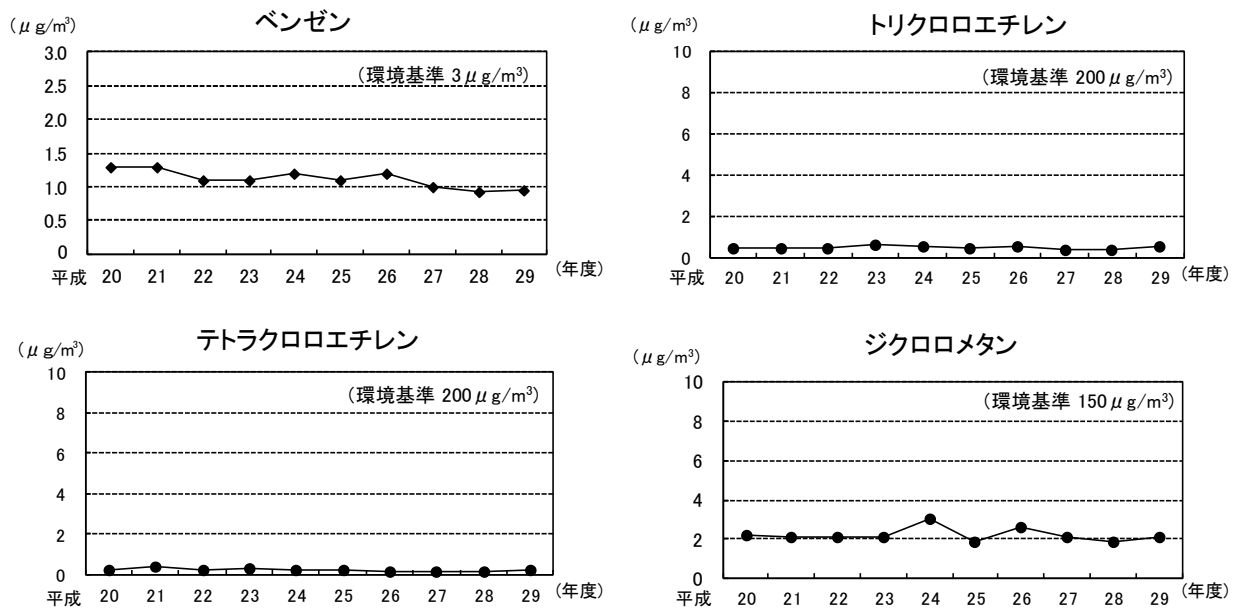 ベンゼン
(μg/m³)
3.0
2.5
2.0
1.5
1.0
0.5
0
(環境基準 3μg/m³)
平成 20 21 22 23 24 25 26 27 28 29 (年度)
トリクロロエチレン
(μg/m³)
10
8
6
4
2
0
(環境基準 200μg/m³)
平成 20 21 22 23 24 25 26 27 28 29 (年度)
テトラクロロエチレン
(μg/m³)
10
8
6
4
2
0
(環境基準 200μg/m³)
平成 20 21 22 23 24 25 26 27 28 29 (年度)
ジクロロメタン
(μg/m³)
10
8
6
4
2
0
(環境基準 150μg/m³)
平成 20 21 22 23 24 25 26 27 28 29 (年度)